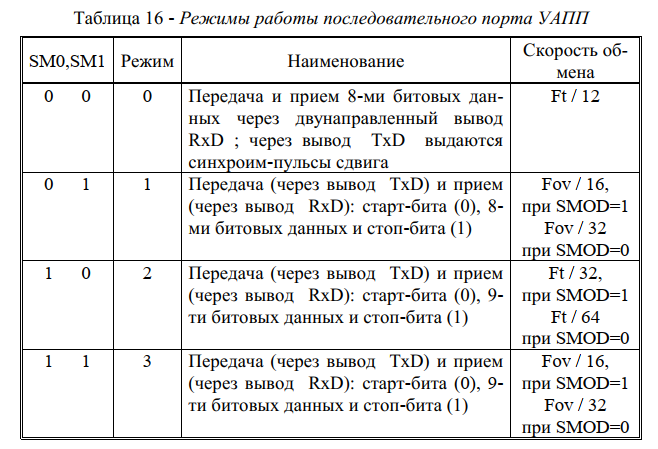 Таблица 16 - Режимы работы последовательного порта УАПП
SM0,SM1 Режим Наименование Скорость об-
мена
0 0 0 Передача и прием 8-ми битовых дан- Ft / 12
ных через двунаправленный вывод
RxD ; через вывод TxD выдаются
синхроим-пульсы сдвига
0 1 1 Передача (через вывод TxD) и прием Fov / 16,
(через вывод RxD): старт-бита (0), 8- при SMOD=1
ми битовых данных и стоп-бита (1) Fov / 32
при SMOD=0
1 0 2 Передача (через вывод TxD) и прием Ft / 32,
(через вывод RxD): старт-бита (0), 9- при SMOD=1
ти битовых данных и стоп-бита (1) Ft / 64
при SMOD=0
1 1 3 Передача (через вывод TxD) и прием Fov / 16,
(через вывод RxD): старт-бита (0), 9- при SMOD=1
ти битовых данных и стоп-бита (1) Fov / 32
при SMOD=0